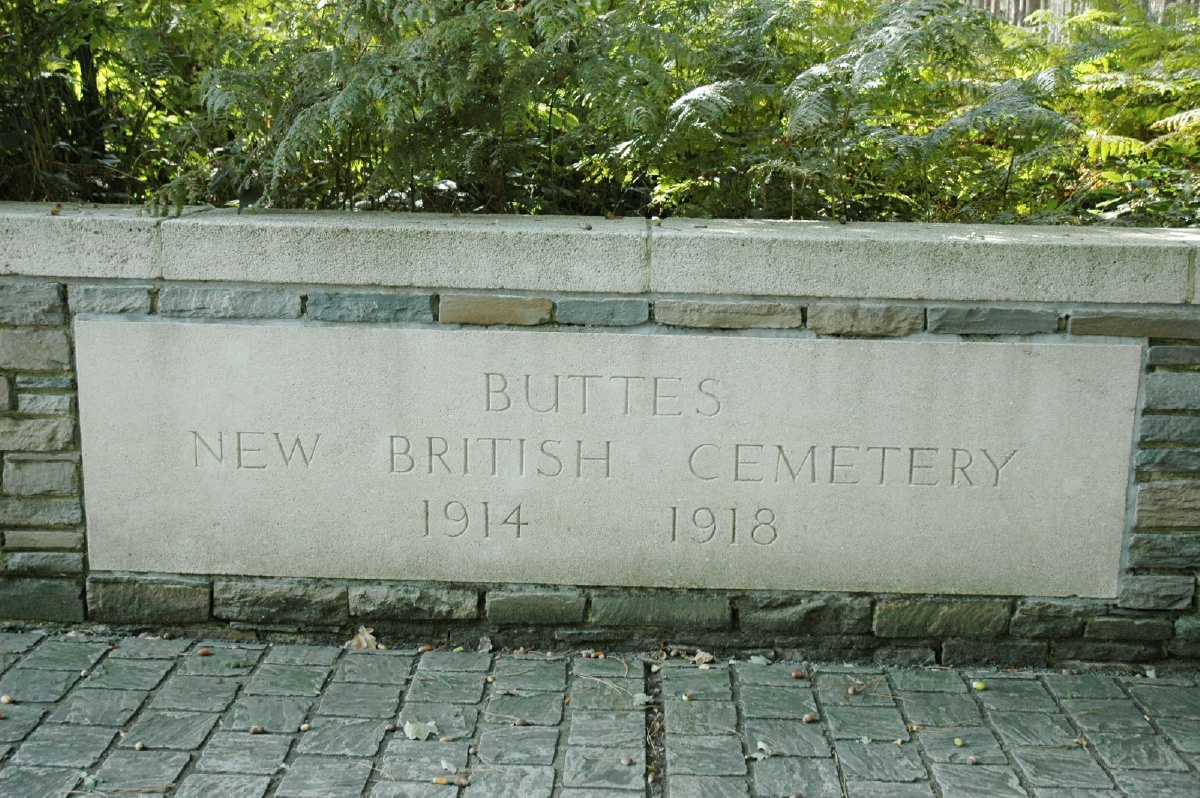 BUTTES
NEW BRITISH CEMETERY
1914 1918